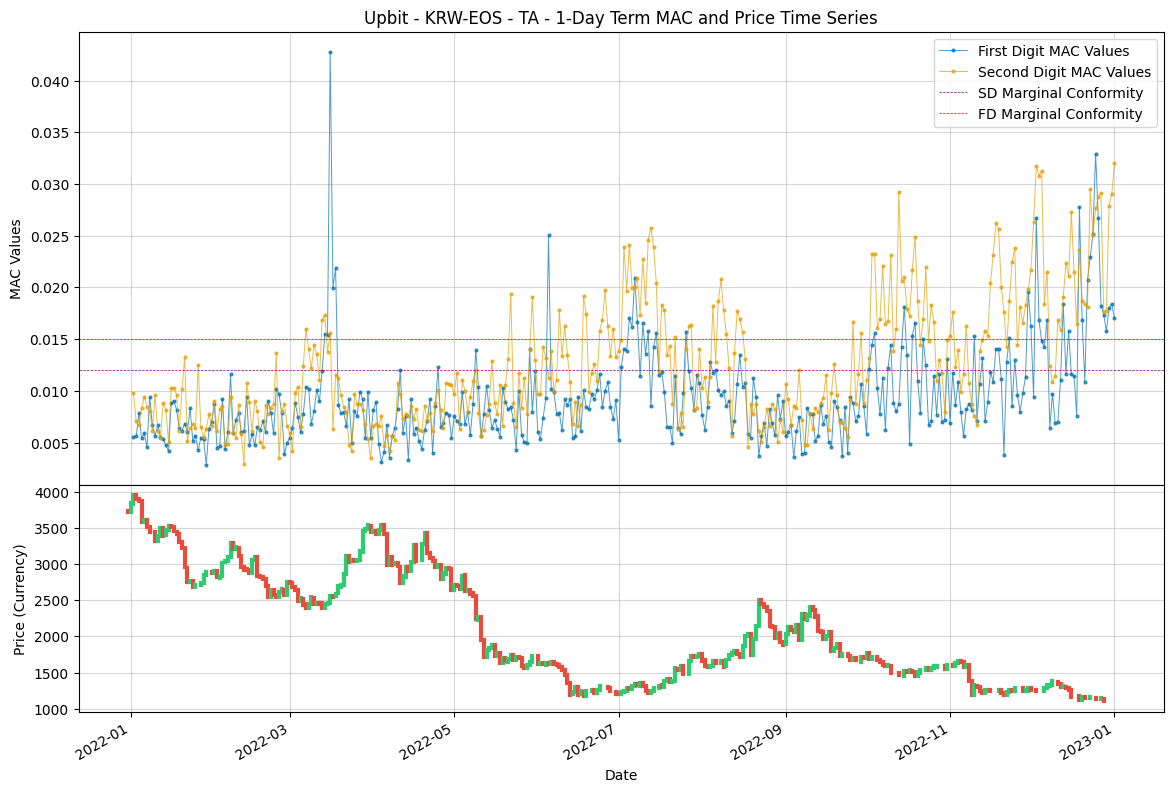 Upbit - KRW-EOS - TA - 1-Day Term MAC and Price Time Series
First Digit MAC Values
Second Digit MAC Values
SD Marginal Conformity
FD Marginal Conformity
MAC Values
0.040
0.035
0.030
0.025
0.020
0.015
0.010
0.005
Price (Currency)
4000
3500
3000
2500
2000
1500
1000
2022-01
2022-03
2022-05
2022-07
2022-09
2022-11
2023-01
Date